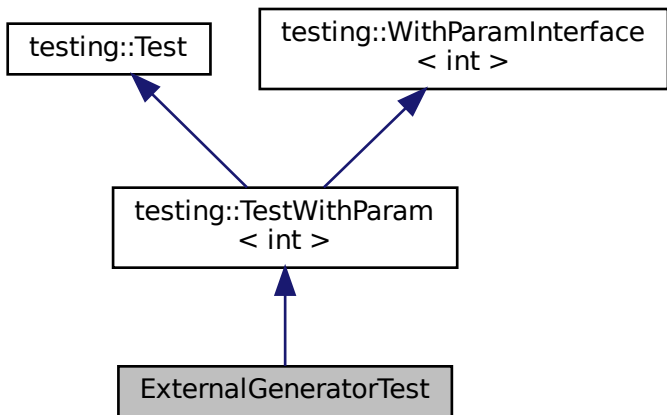 testing::Test
testing::WithParamInterface
< int >
testing::TestWithParam
< int >
ExternalGeneratorTest